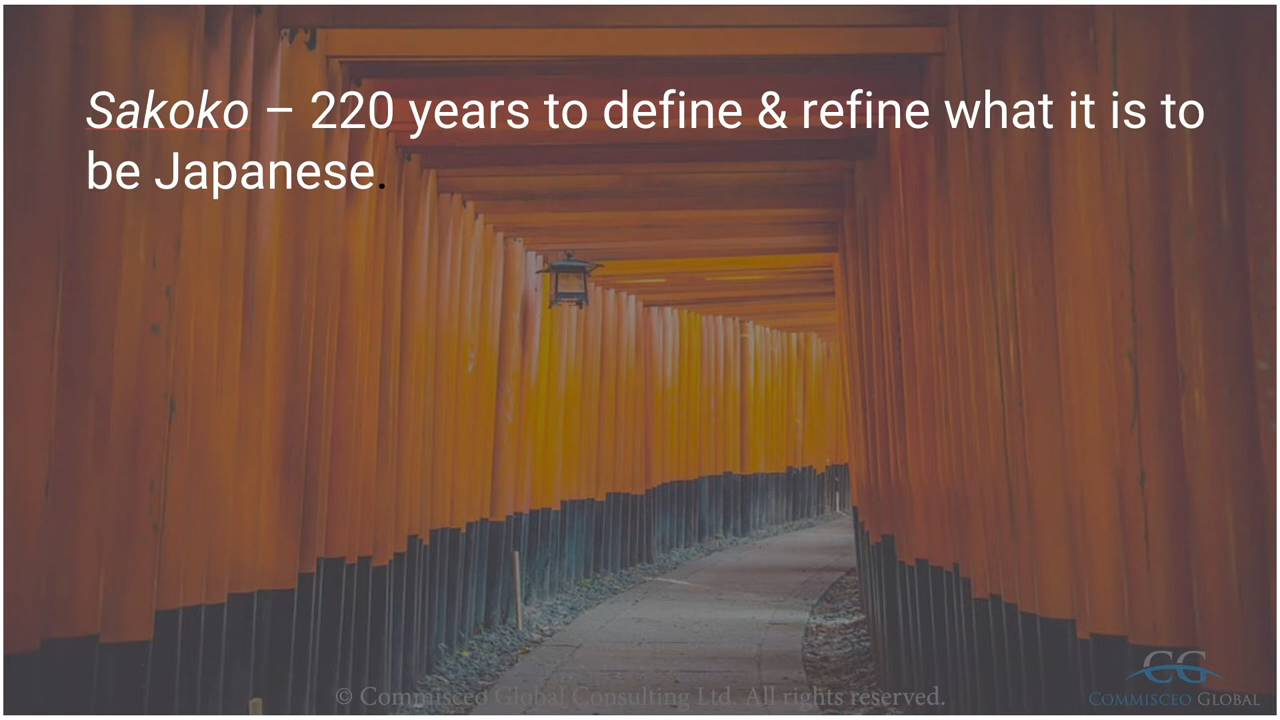 Sakoko – 220 years to define & refine what it is to
be Japanese.
CG
COMMISCEO GLOBAL
© Commisceo Global Consulting Ltd. All rights reserved.